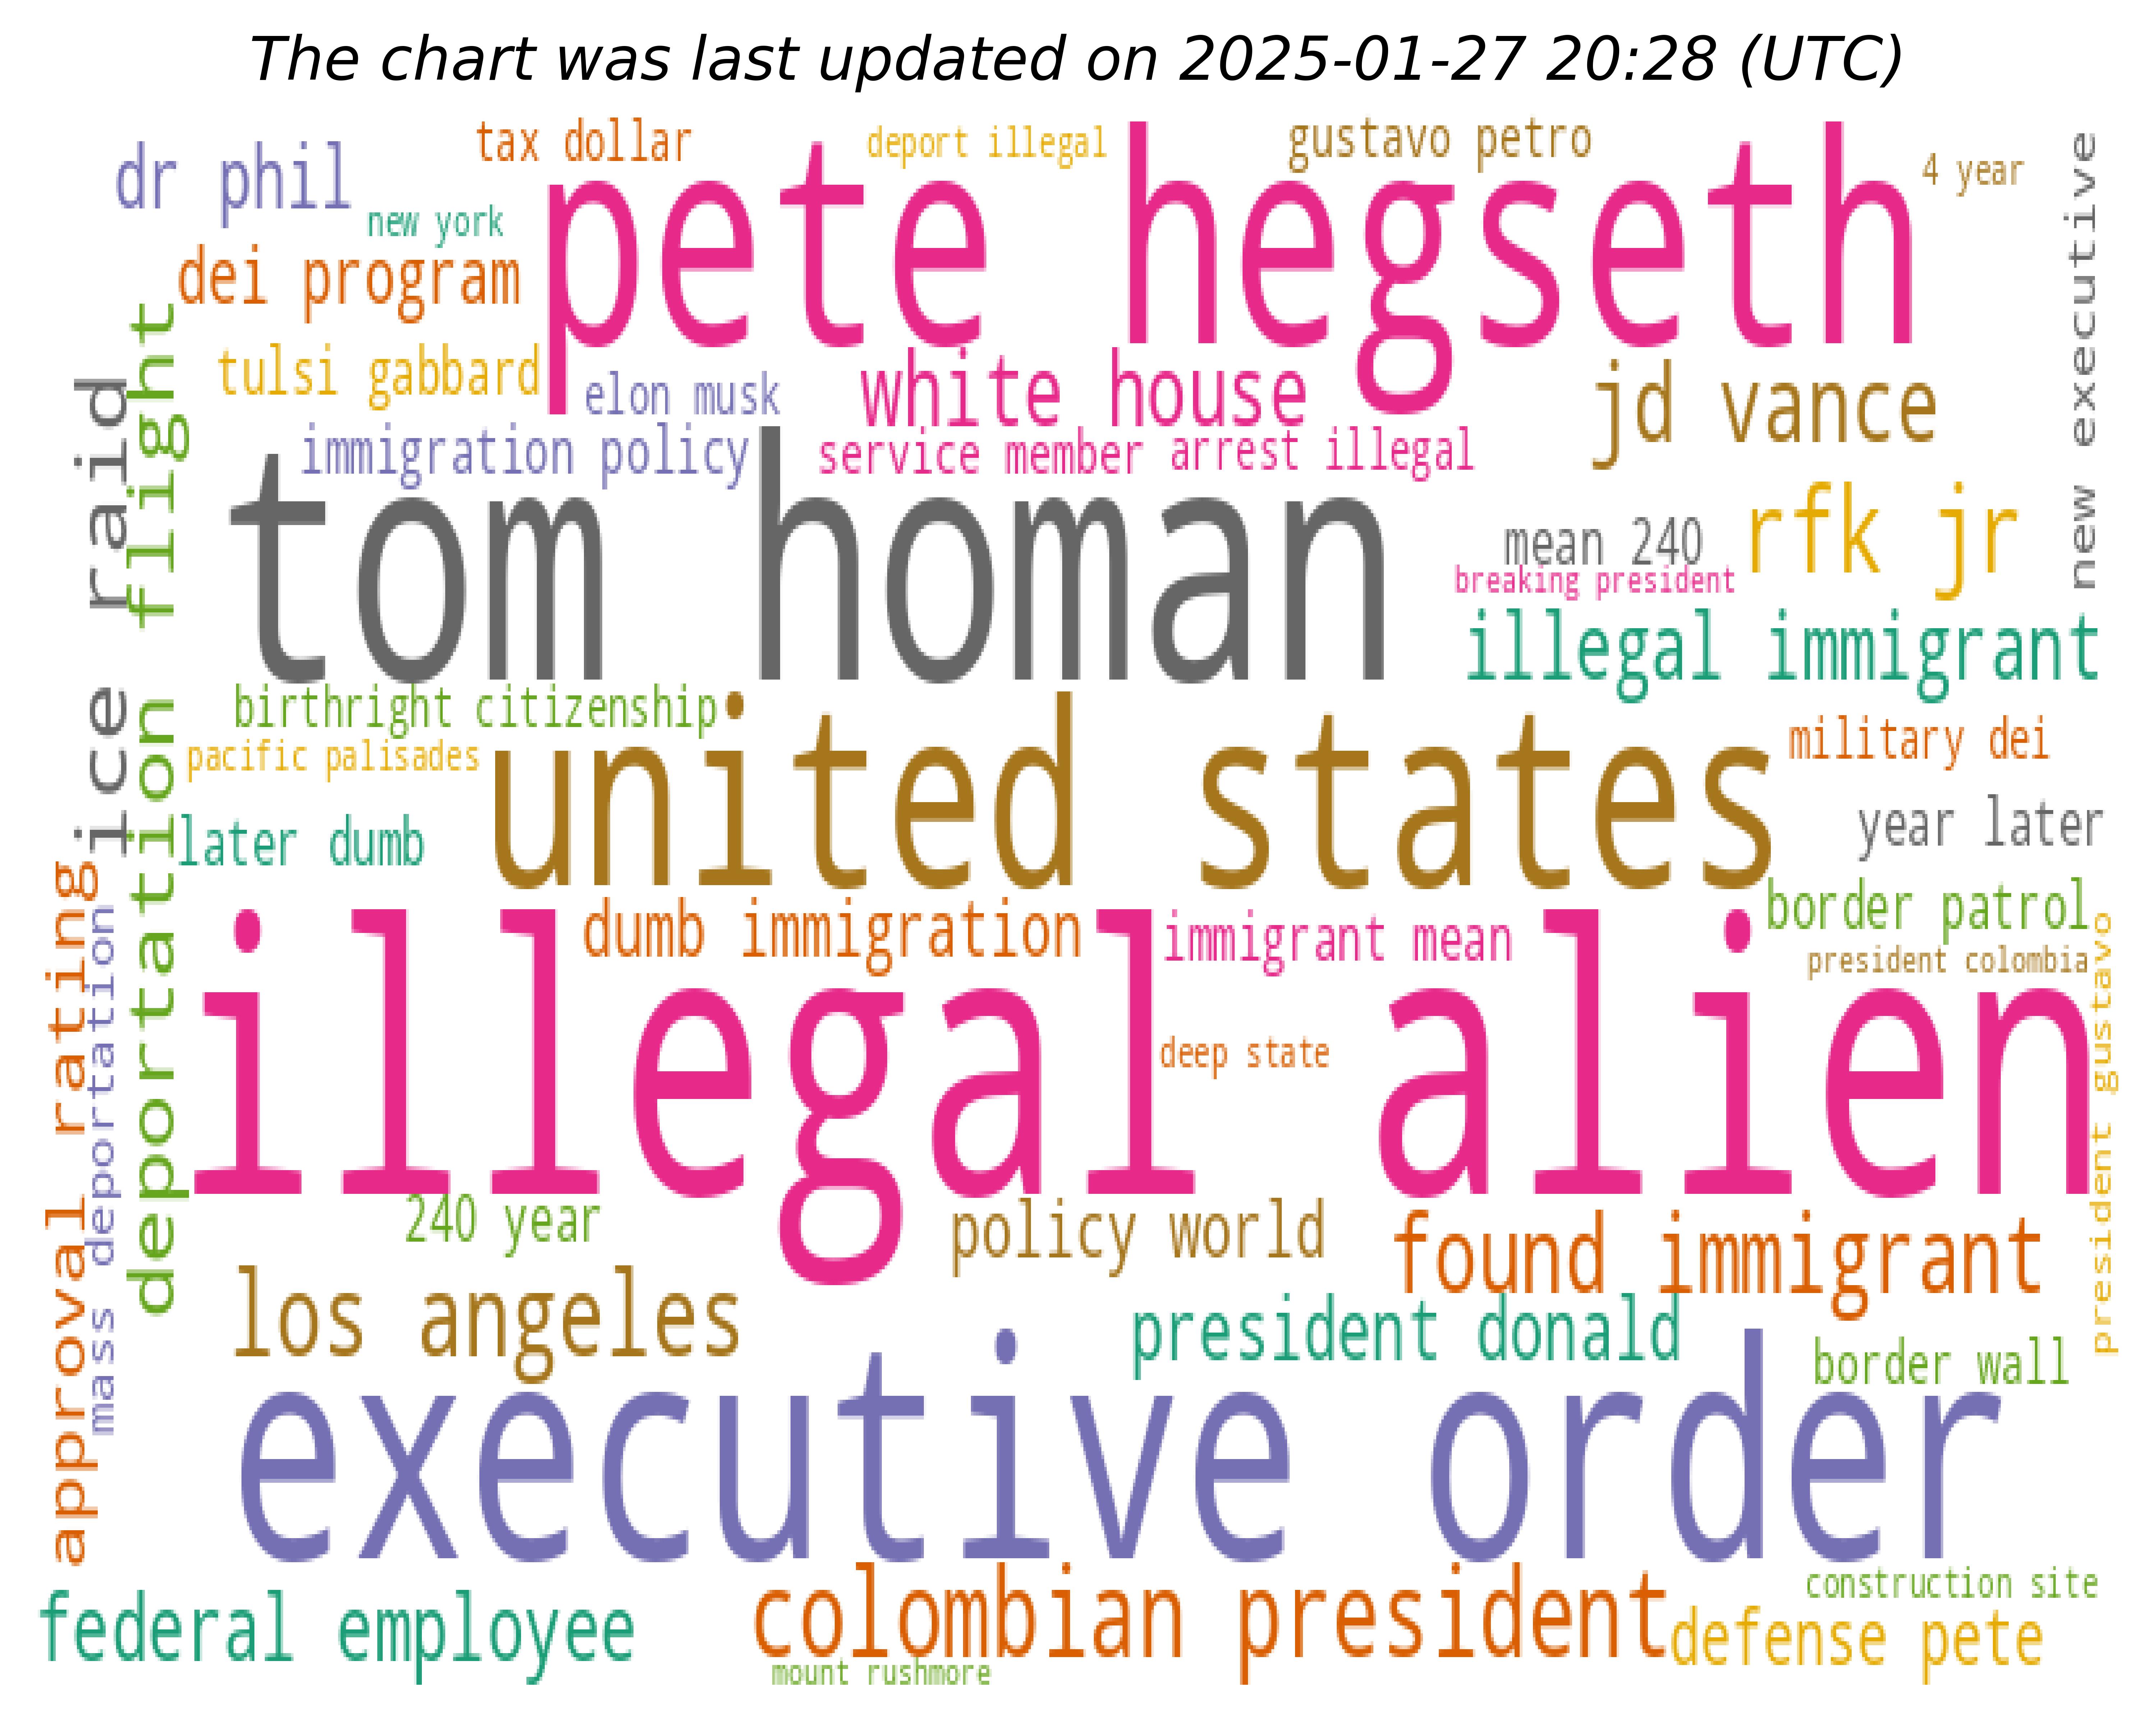 The chart was last updated on 2025-01-27 20:28 (UTC)
tax dollar
deport illegal
gustavo petro
dr phil
pete hegseth
4 year
new york
new executive
dei program
tulsi gabbard
elon musk
white house
jd vance
immigration policy
service member
arrest illegal
ice raid
deportation flight
tom homan
mean 240
rfk jr
breaking president
illegal immigrant
birthright citizenship
pacific palisades
united states
military dei
later dumb
year later
approval rating
mass deportation
dumb immigration
immigrant mean
border patrol
president colombia
president gustavo
illegal alien
deep state
240 year
policy world
found immigrant
los angeles
president donald
border wall
executive order
federal employee
colombian president
construction site
defense pete
mount rushmore